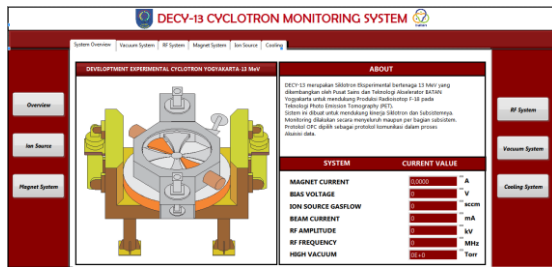 DECY-13 CYCLOTRON MONITORING SYSTEM
System Overview Vacuum System RF System Magnet System Ion Source Cooling
DEVELOPTMENT EXPERIMENTAL CYCLOTRON YOGYAKARTA-13 MeV
ABOUT
DECY-13 merupakan Siklotron Eksperimental bertenaga 13 Mev yang
dikembangkan oleh Pusat Sains dan Teknologi Akselerator BATAN
Yogyakarta untuk mendukung Produksi Radioisotop F-18 pada
Teknologi Photo Emission Tomography (PET).
Sistem ini dibuat untuk mendukung kinerja Siklotron dan Subsistemnya.
Monitoring dilakukan secara menyeluruh maupun per bagian subsistem.
Protokol OPC dipilih sebagai protokol komunikasi dalam proses
Akuisisi data.
Overview
Ion Source
Magnet System
RF System
Vacuum System
Cooling System
SYSTEM CURRENT VALUE
MAGNET CURRENT 0,0000 A
BIAS VOLTAGE 0 V
ION SOURCE GASFLOW 0 sccm
BEAM CURRENT 0 mA
RF AMPLITUDE 0 kV
RF FREQUENCY 0 MHz
HIGH VACUUM 0E+0 Torr